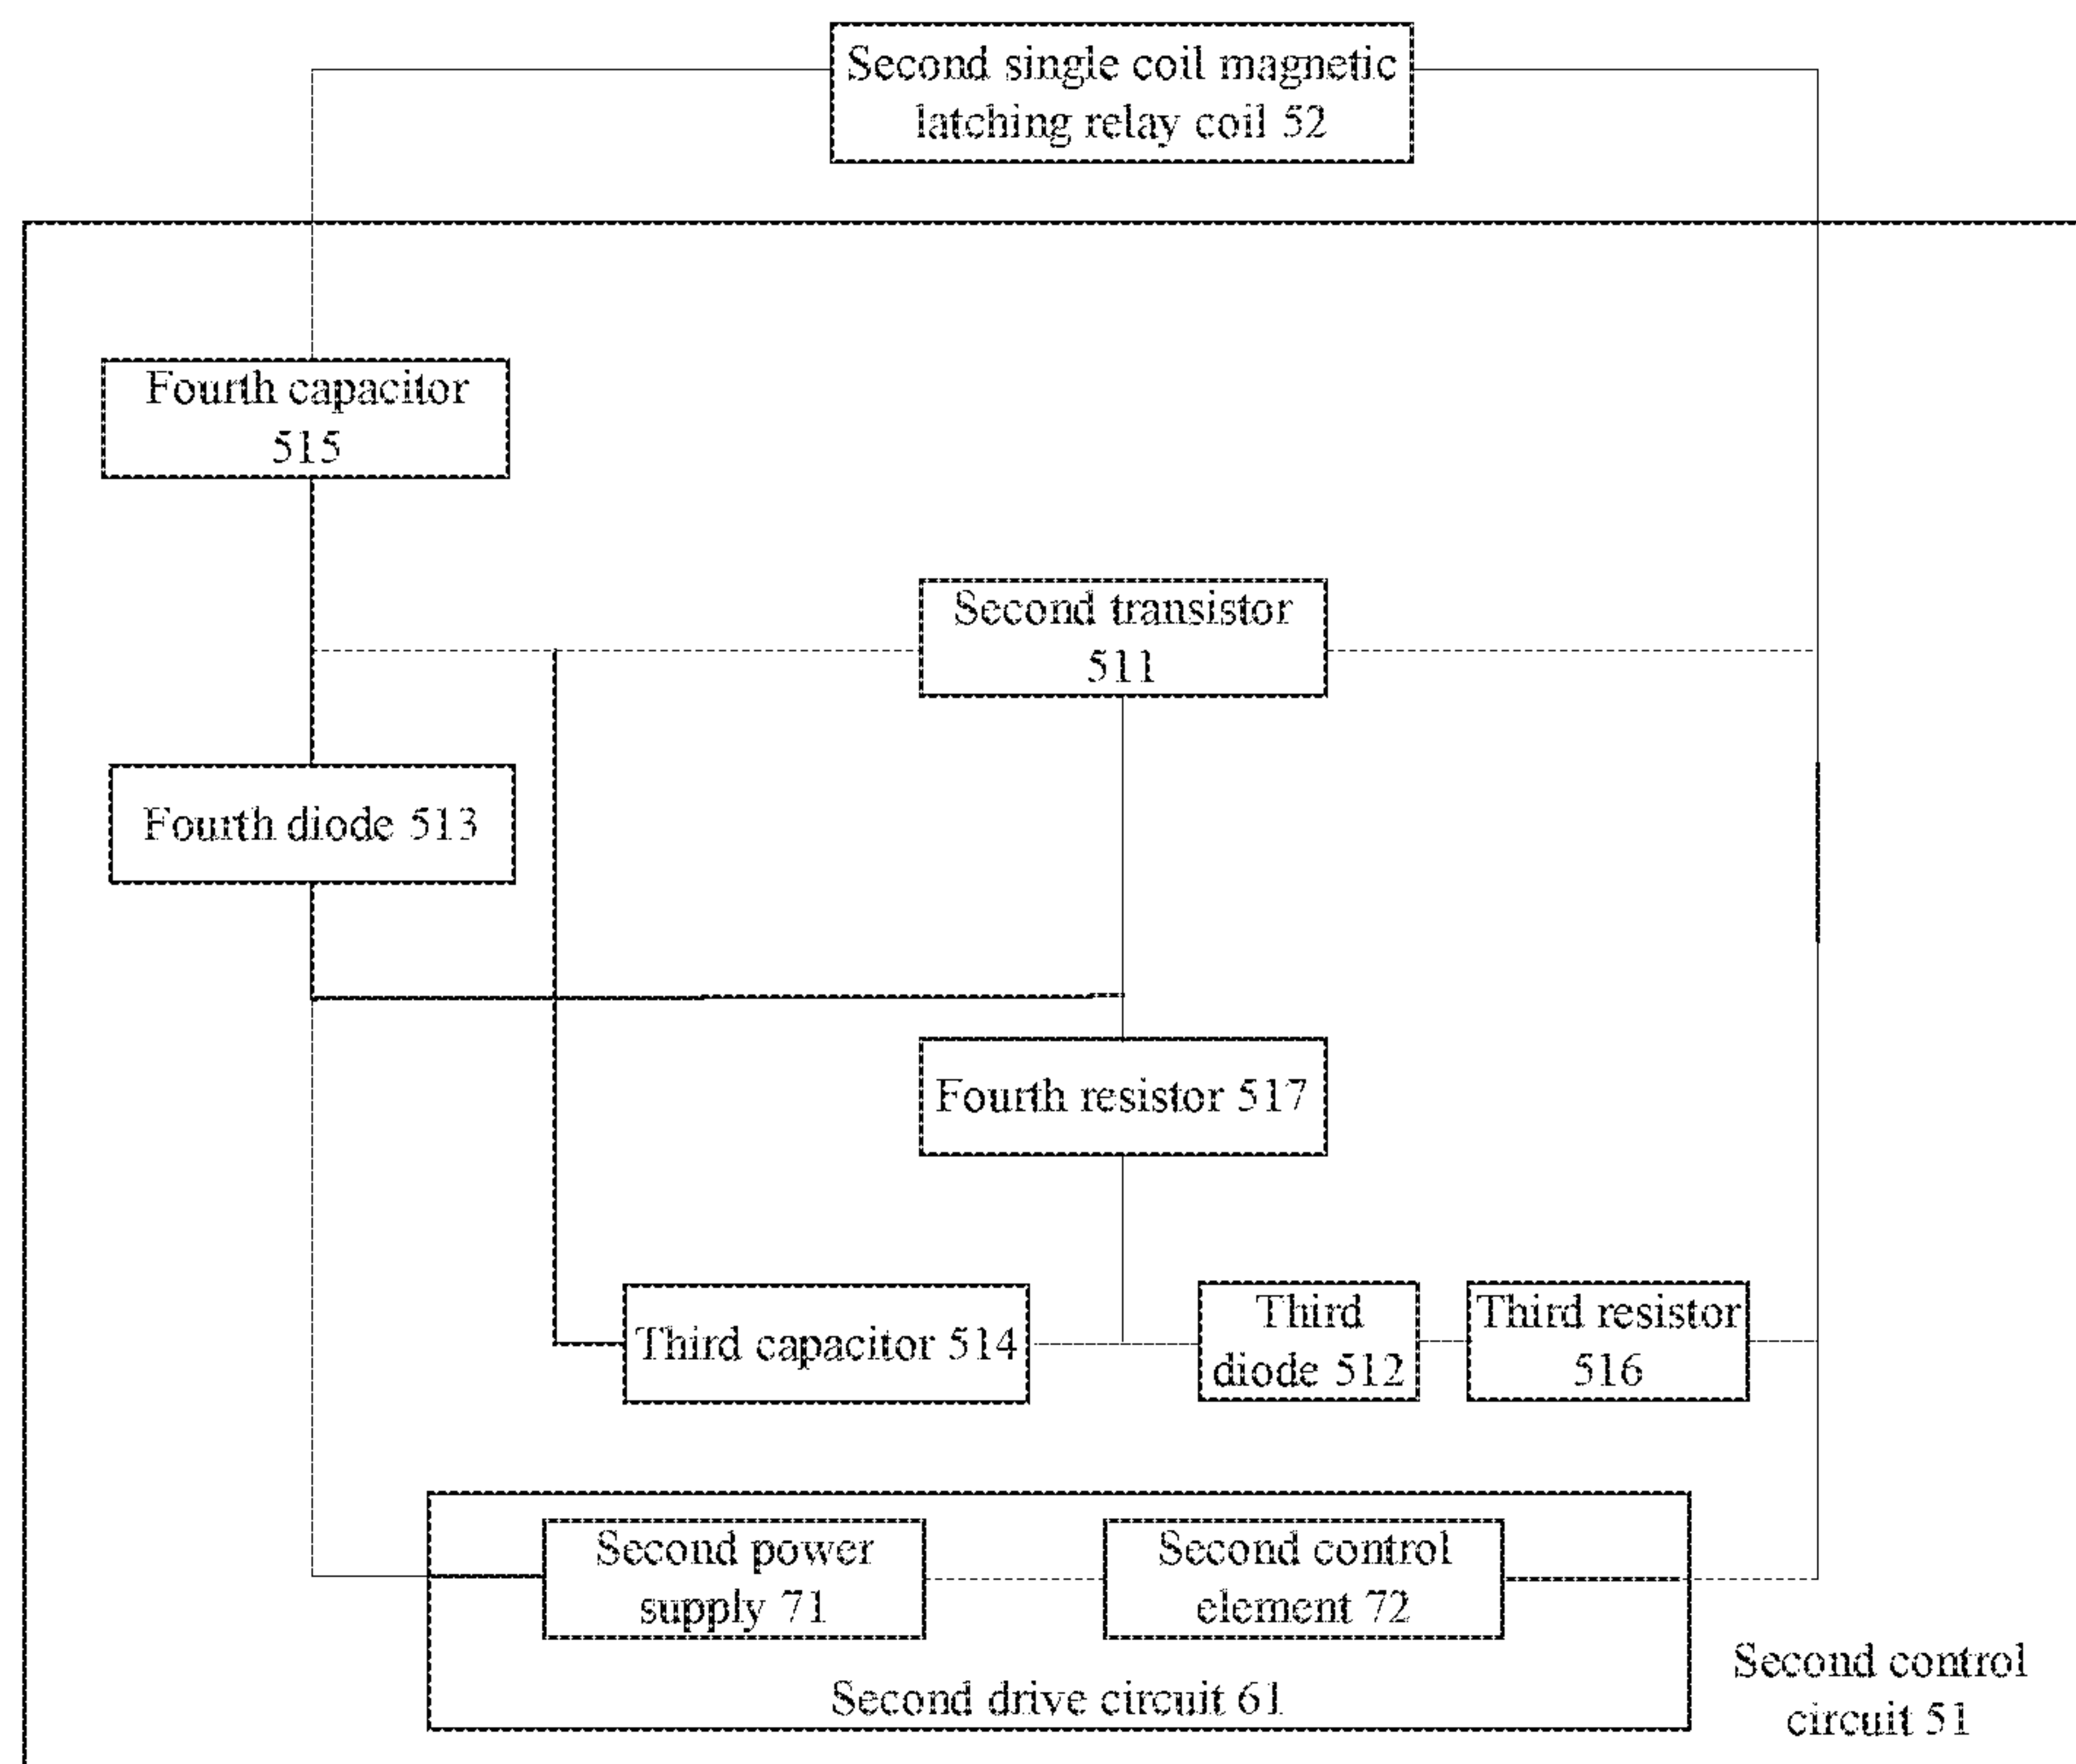 Second single coil magnetic
latching relay coil 52
Fourth capacitor
515
Second transistor
511
Fourth diode 513
Fourth resistor 517
Third capacitor 514
Third
diode 512
Third resistor
516
Second power
supply 71
Second control
element 72
Second drive circuit 61
Second control
circuit 51